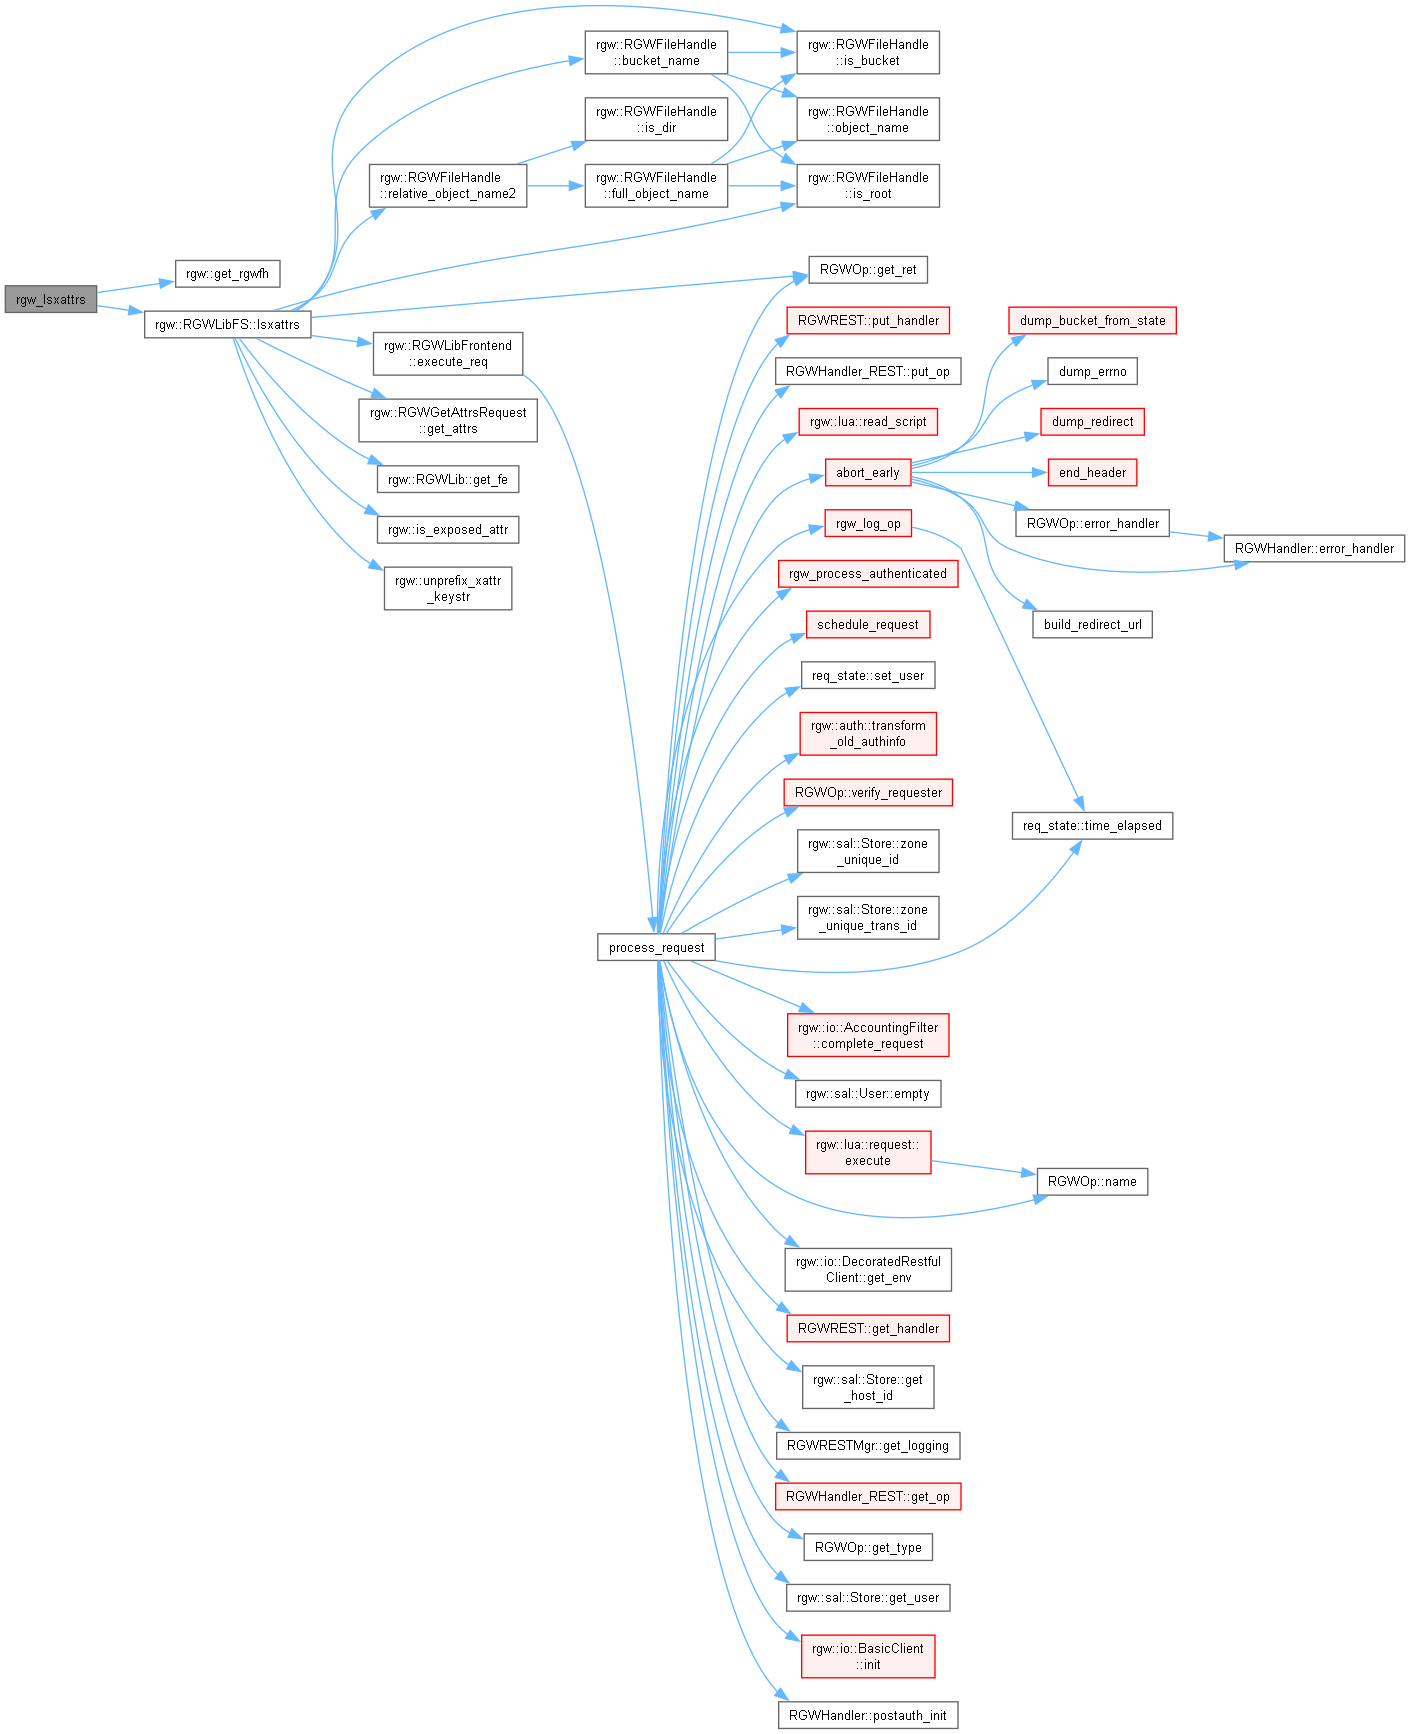 rgw_lsxattrs
rgw::get_rgwfh
rgw::RGWLibFS::lsxattrs
rgw::RGWFileHandle
::relative_object_name2
rgw::RGWLibFrontend
::execute_req
rgw::RGWGetAttrsRequest
::get_attrs
rgw::RGWLib::get_fe
rgw::is_exposed_attr
rgw::unprefix_xattr
_keystr
rgw::RGWFileHandle
::bucket_name
rgw::RGWFileHandle
::is_dir
rgw::RGWFileHandle
::full_object_name
process_request
rgw::RGWFileHandle
::is_bucket
rgw::RGWFileHandle
::object_name
rgw::RGWFileHandle
::is_root
RGWOp::get_ret
RGWREST::put_handler
RGWHandler_REST::put_op
rgw::lua::read_script
abort_early
rgw_log_op
rgw_process_authenticated
schedule_request
req_state::set_user
rgw::auth::transform
_old_authinfo
RGWOp::verify_requester
rgw::sal::Store::zone
_unique_id
rgw::sal::Store::zone
_unique_trans_id
rgw::io::AccountingFilter
::complete_request
rgw::sal::User::empty
rgw::lua::request::
execute
rgw::io::DecoratedRestful
Client::get_env
RGWREST::get_handler
rgw::sal::Store::get
_host_id
RGWRESTMgr::get_logging
RGWHandler_REST::get_op
RGWOp::get_type
rgw::sal::Store::get_user
rgw::io::BasicClient
::init
RGWHandler::postauth_init
dump_bucket_from_state
dump_errno
dump_redirect
end_header
RGWOp::error_handler
build_redirect_url
req_state::time_elapsed
RGWOp::name
RGWHandler::error_handler